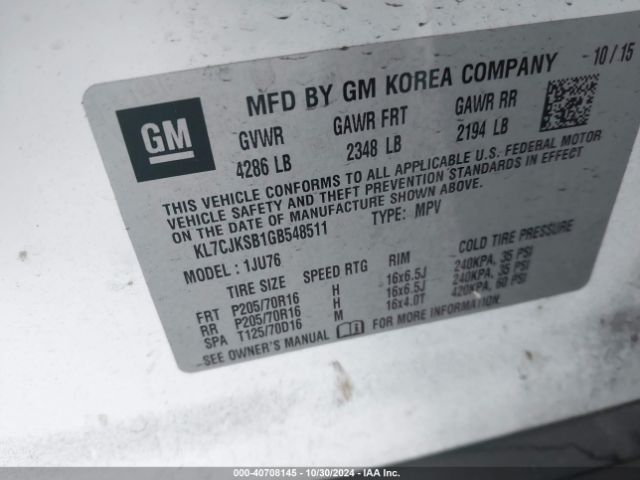 MFD BY GM KOREA COMPANY 10 / 15
GM
GVWR GAWR FRT GAWR RR
4286 LB 2348 LB 2194 LB
THIS VEHICLE CONFORMS TO ALL APPLICABLE U.S. FEDERAL MOTOR
VEHICLE SAFETY AND THEFT PREVENTION STANDARDS IN EFFECT
ON THE DATE OF MANUFACTURE SHOWN ABOVE.
KL7CJKSB1GB548511 TYPE: MPV
MODEL : 1JU76
TIRE SIZE SPEED RTG RIM COLD TIRE PRESSURE
FRT P205/70R16 H 16x6.5J 240KPA, 35 PSI
RR P205/70R16 H 16x6.5J 240KPA, 35 PSI
SPA T125/70D16 M 16x4.0T 420KPA, 60 PSI
SEE OWNER'S MANUAL FOR MORE INFORMATION
000-40708145 - 10/30/2024 - IAA Inc.